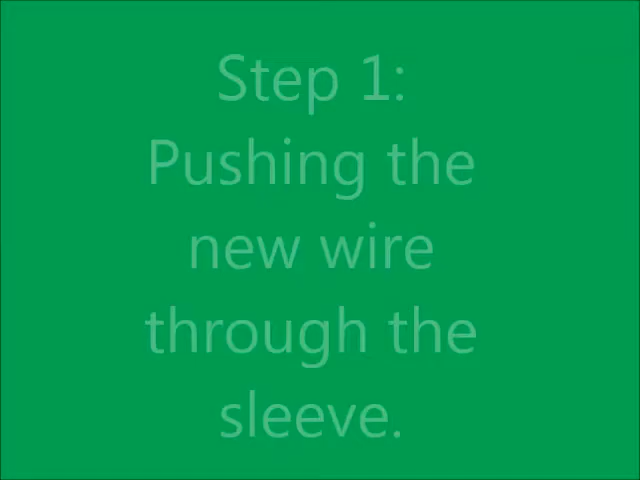 Step 1:
Pushing the
new wire
through the
sleeve.